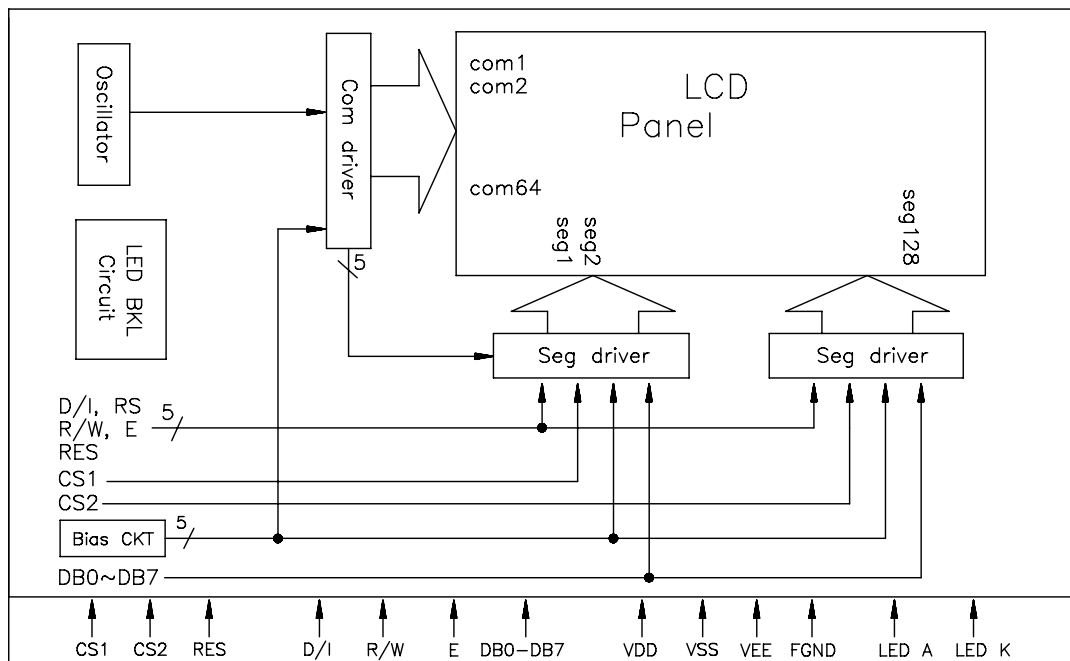 Oscillator
Com driver
com1
com2
LCD
Panel
com64
seg1
seg2
seg128
LED BKL
Circuit
5
Seg driver
Seg driver
D/I, RS
R/W, E
RES
5
CS1
CS2
Bias CKT
5
DB0~DB7
CS1 CS2 RES D/I R/W E DB0-DB7 VDD VSS VEE FGND LED A LED K